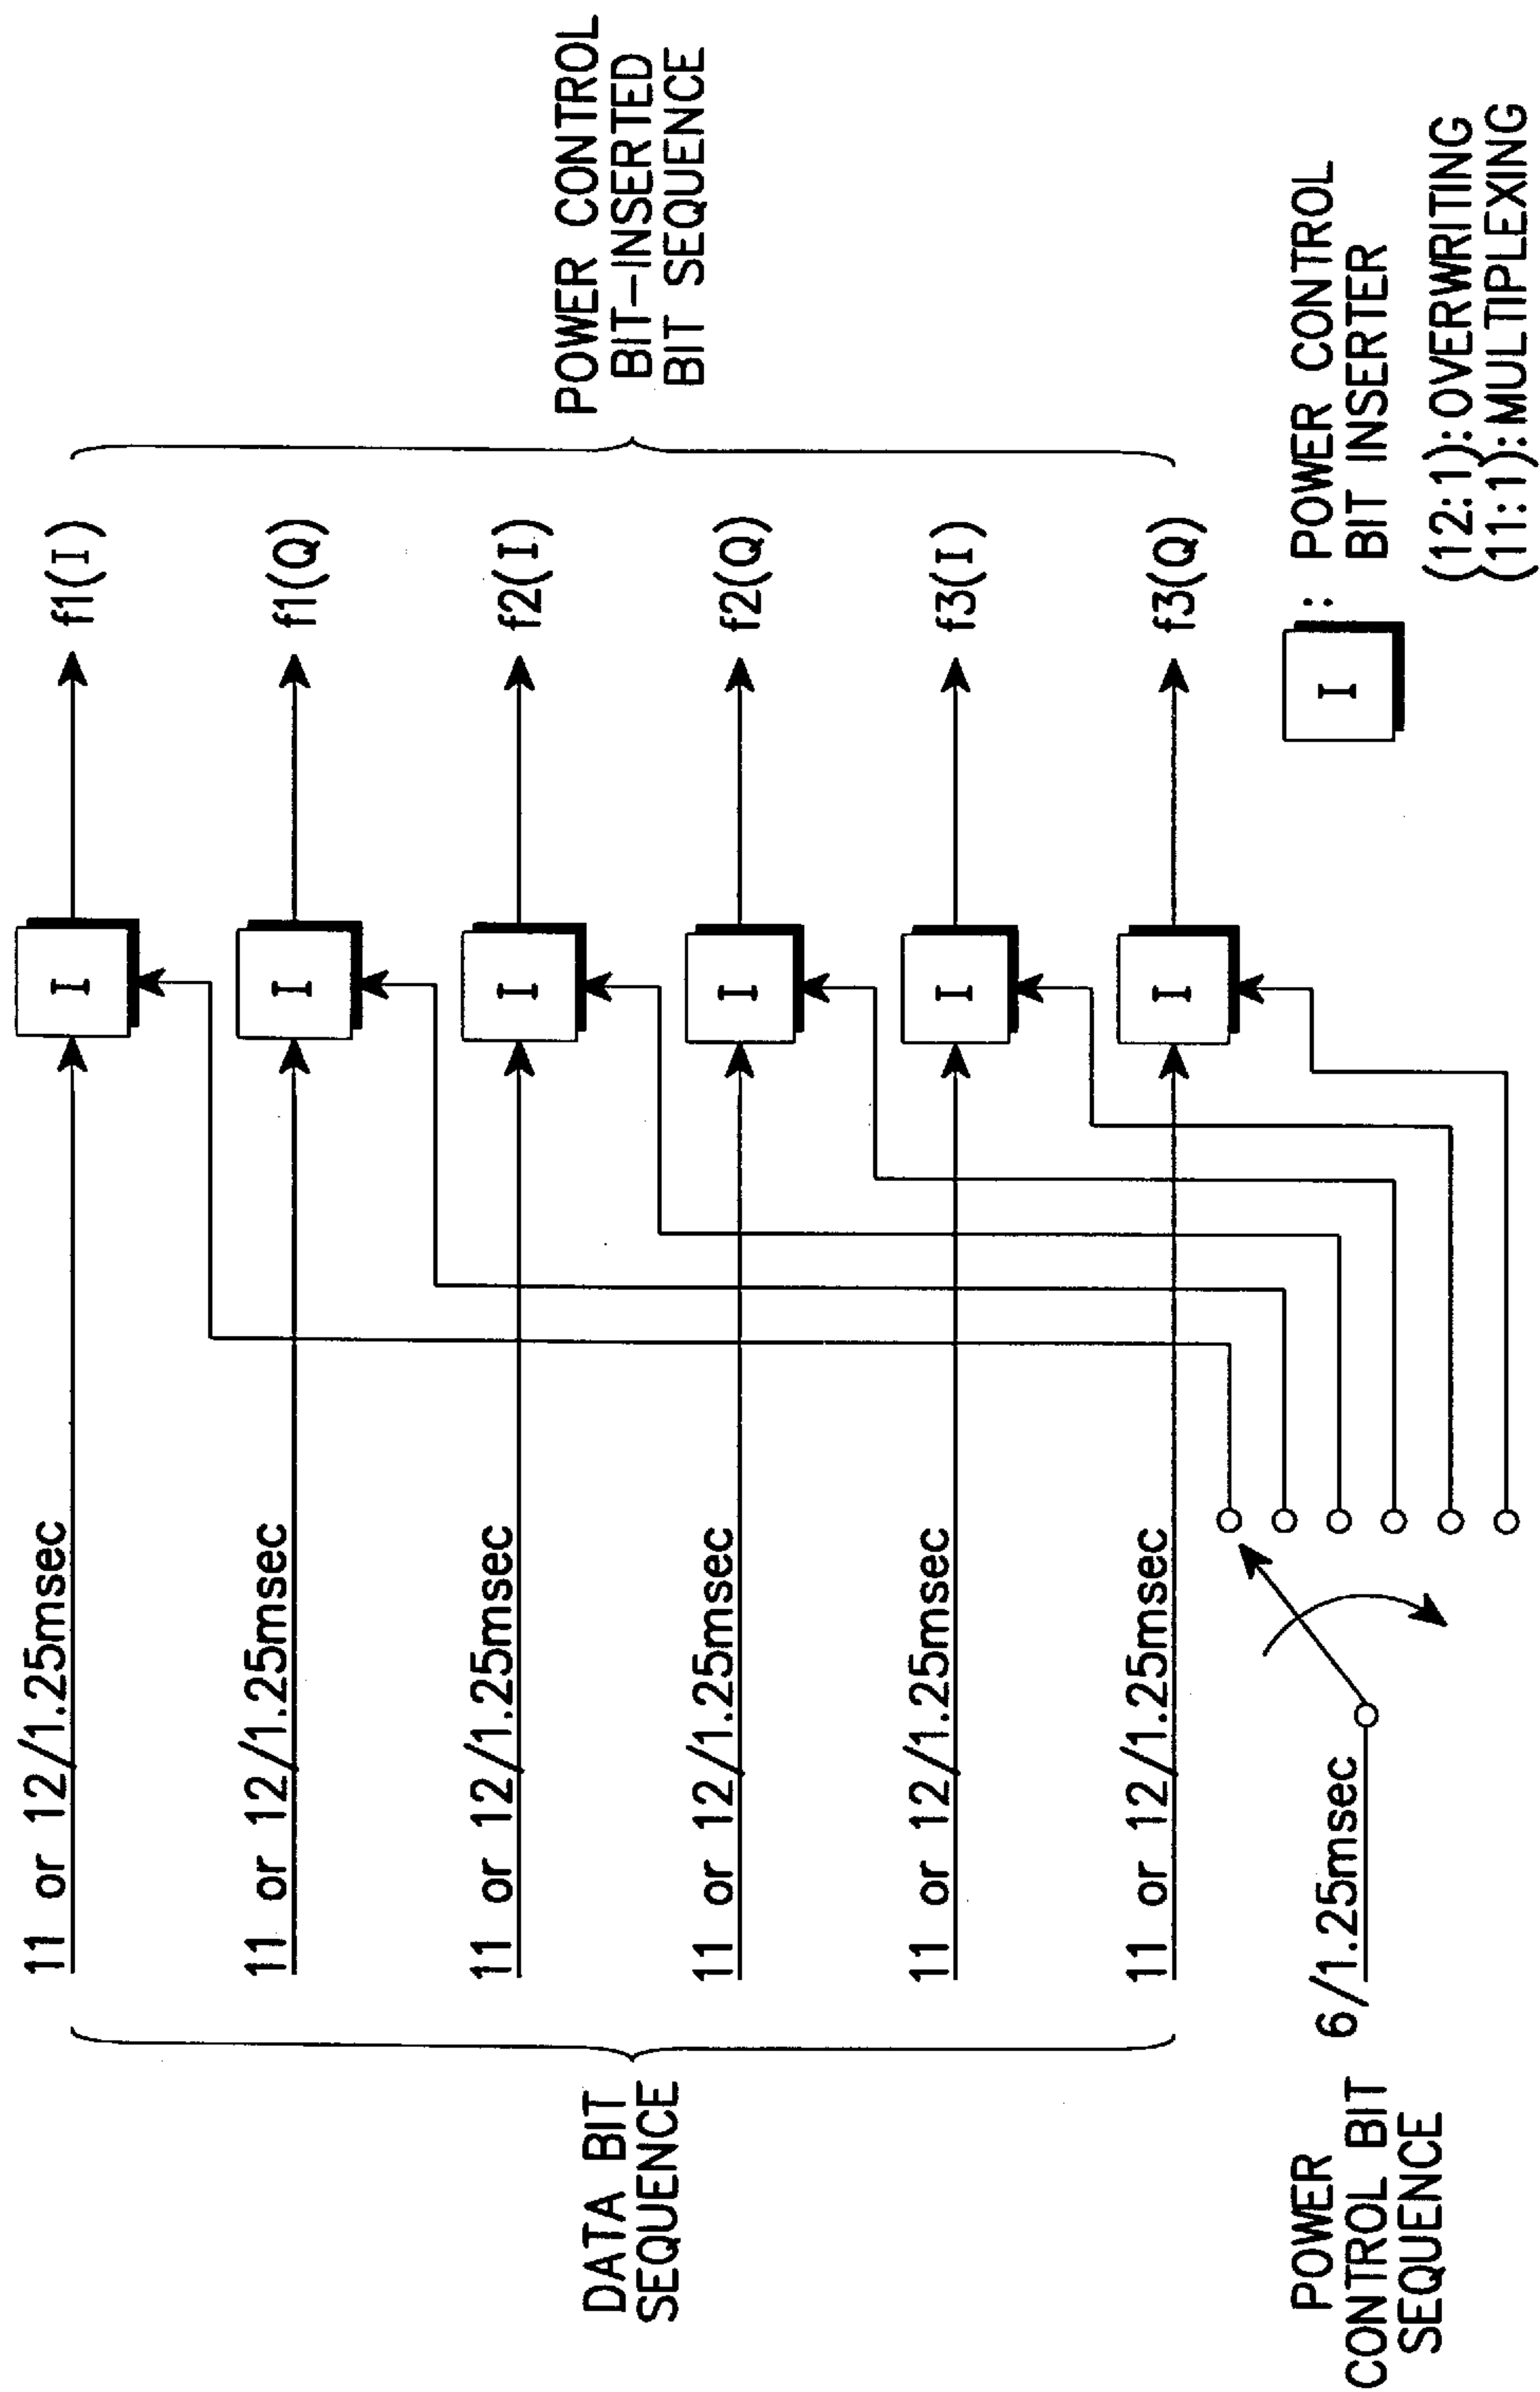 11 or 12/1.25msec
f1(I)
I
11 or 12/1.25msec
f1(Q)
I
11 or 12/1.25msec
f2(I)
I
11 or 12/1.25msec
f2(Q)
I
11 or 12/1.25msec
f3(I)
I
11 or 12/1.25msec
f3(Q)
I
DATA BIT
SEQUENCE
POWER CONTROL
BIT-INSERTED
BIT SEQUENCE
POWER
CONTROL BIT
SEQUENCE
6/1.25msec
I : POWER CONTROL
BIT INSERTER
(12:1):OVERWRITING
(11:1):MULTIPLEXING